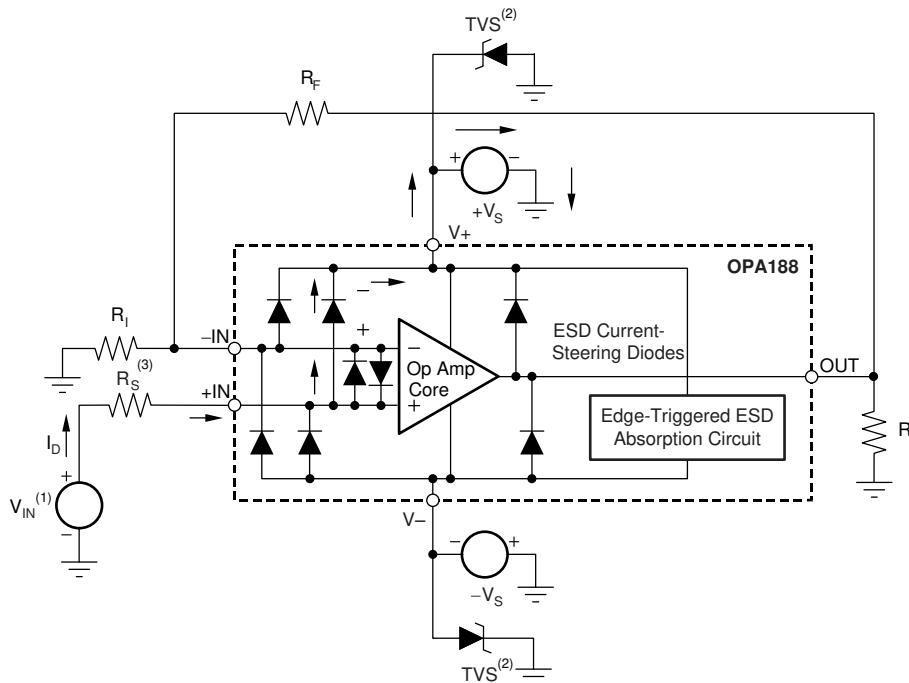 TVS(2)
RF
+ −
+VS
V+
OPA188
−
RI
−IN
+
−
ESD Current-
Steering Diodes
Op Amp
Core
OUT
(3)
RS
+IN
+
Edge-Triggered ESD
Absorption Circuit
R
ID
+
VIN(1)
−
V−
− +
−VS
TVS(2)